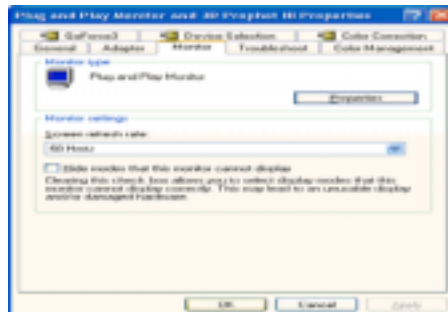 Plug and Play Monitor and 3D Prophet III Properties
GeForce3 Device Selection Color Correction
General Adapter Monitor Troubleshoot Color Management
Monitor type
Plug and Play Monitor
Properties
Monitor settings
Screen refresh rate:
60 Hertz
Hide modes that this monitor cannot display
Clearing this check box allows you to select display modes that this
monitor cannot display correctly. This may lead to an unusable display
and/or damaged hardware.
OK Cancel Apply